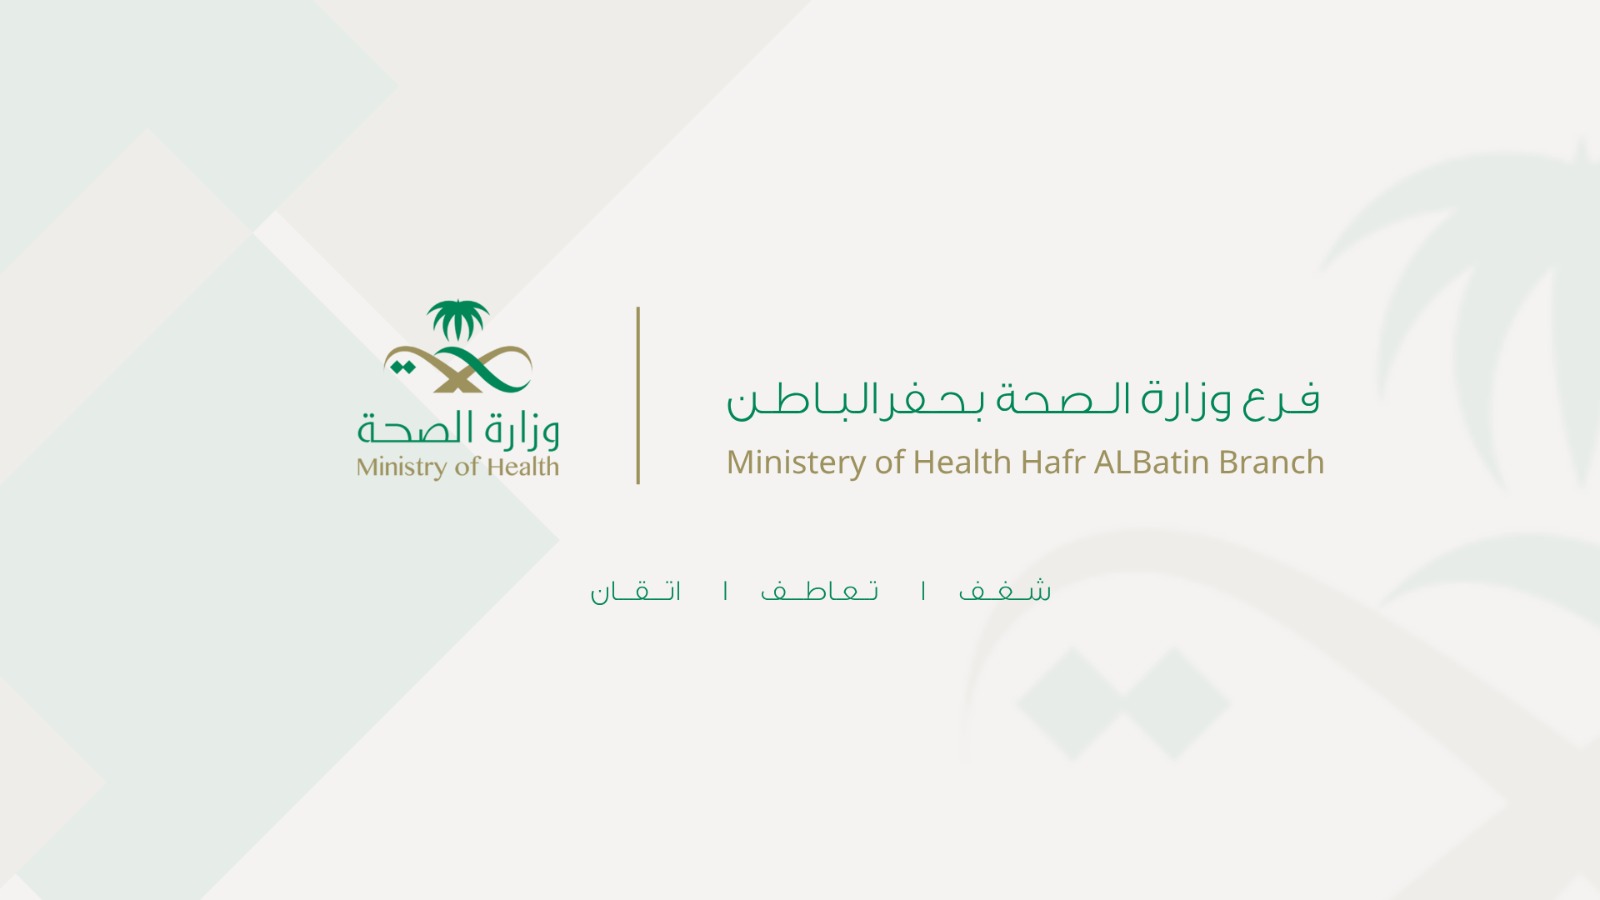 وزارة الصحة
Ministry of Health
فرع وزارة الصحة بحفرالباطن
Ministery of Health Hafr ALBatin Branch
شغف | تعاطف | اتقان